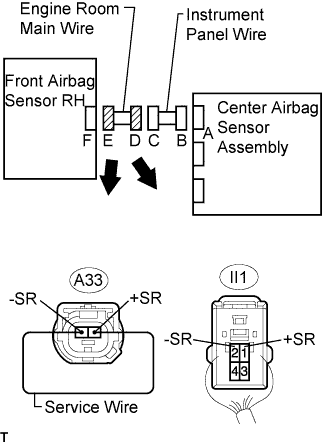 Engine Room
Main Wire
Instrument
Panel Wire
Front Airbag
Sensor RH
Center Airbag
Sensor
Assembly
F E D C B A
A33
II1
-SR +SR
-SR +SR
2 1
4 3
Service Wire
T